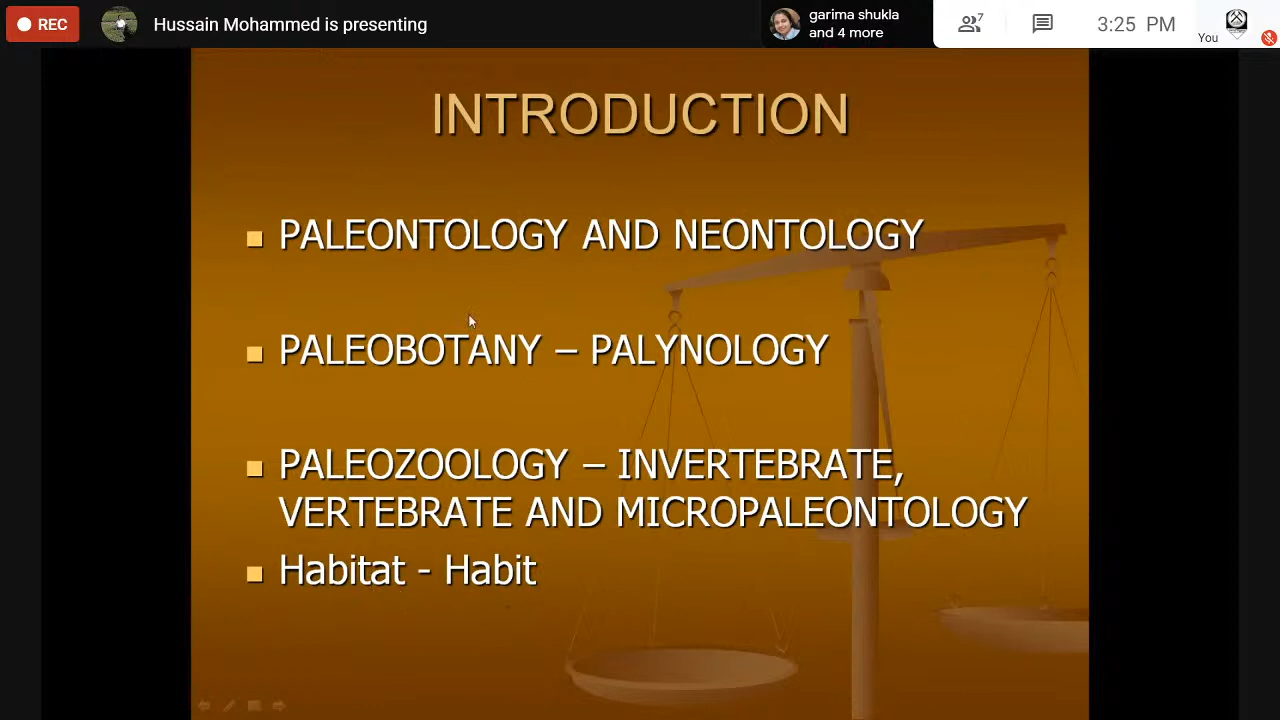 REC
Hussain Mohammed is presenting
garima shukla
and 4 more
7
3:25 PM
You
INTRODUCTION
PALEONTOLOGY AND NEONTOLOGY
PALEOBOTANY – PALYNOLOGY
PALEOZOOLOGY – INVERTEBRATE,
VERTEBRATE AND MICROPALEONTOLOGY
Habitat - Habit